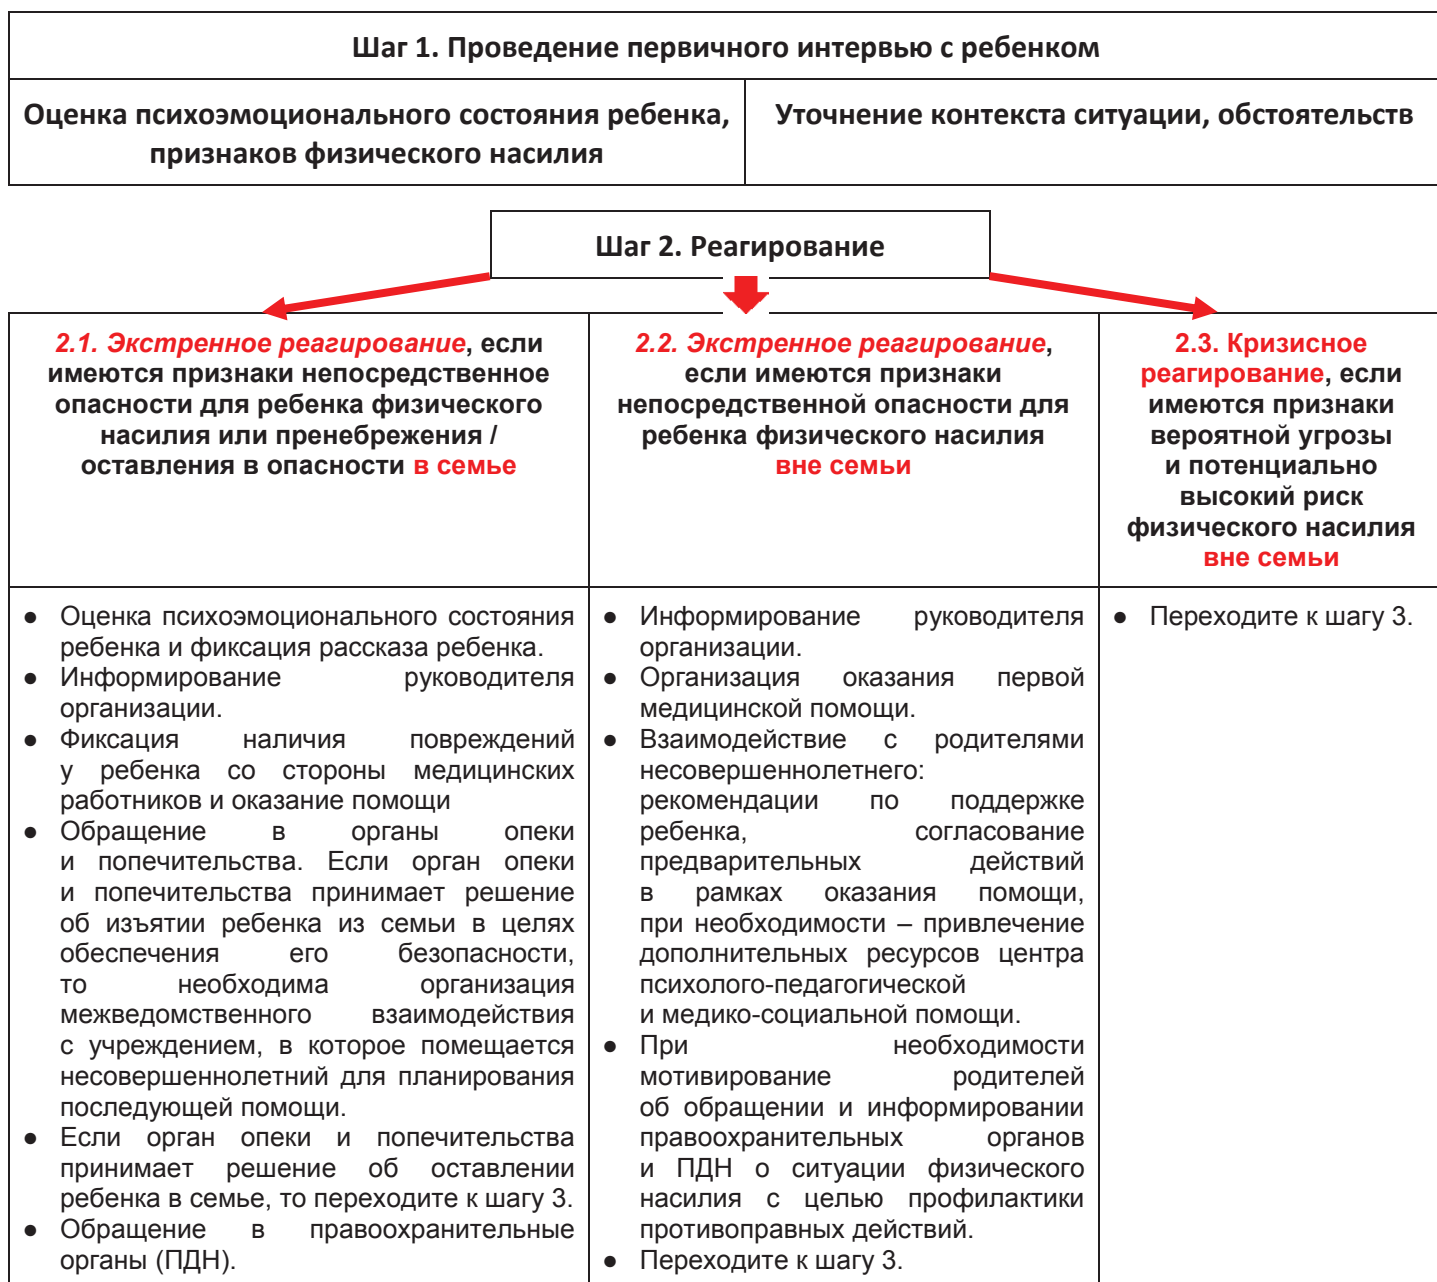 Шаг 1. Проведение первичного интервью с ребенком
Оценка психоэмоционального состояния ребенка,
признаков физического насилия
Уточнение контекста ситуации, обстоятельств
Шаг 2. Реагирование
2.1. Экстренное реагирование, если
имеются признаки непосредственное
опасности для ребенка физического
насилия или пренебрежения /
оставления в опасности в семье
2.2. Экстренное реагирование,
если имеются признаки
непосредственной опасности для
ребенка физического насилия
вне семьи
2.3. Кризисное
реагирование, если
имеются признаки
вероятной угрозы
и потенциально
высокий риск
физического насилия
вне семьи
● Оценка психоэмоционального состояния
ребенка и фиксация рассказа ребенка.
● Информирование руководителя
организации.
● Фиксация наличия повреждений
у ребенка со стороны медицинских
работников и оказание помощи
● Обращение в органы опеки
и попечительства. Если орган опеки
и попечительства принимает решение
об изъятии ребенка из семьи в целях
обеспечения его безопасности,
то необходима организация
межведомственного взаимодействия
с учреждением, в которое помещается
несовершеннолетний для планирования
последующей помощи.
● Если орган опеки и попечительства
принимает решение об оставлении
ребенка в семье, то переходите к шагу 3.
● Обращение в правоохранительные
органы (ПДН).
● Информирование руководителя
организации.
● Организация оказания первой
медицинской помощи.
● Взаимодействие с родителями
несовершеннолетнего:
рекомендации по поддержке
ребенка, согласование
предварительных действий
в рамках оказания помощи,
при необходимости – привлечение
дополнительных ресурсов центра
психолого-педагогической
и медико-социальной помощи.
● При необходимости
мотивирование родителей
об обращении и информировании
правоохранительных органов
и ПДН о ситуации физического
насилия с целью профилактики
противоправных действий.
● Переходите к шагу 3.
● Переходите к шагу 3.